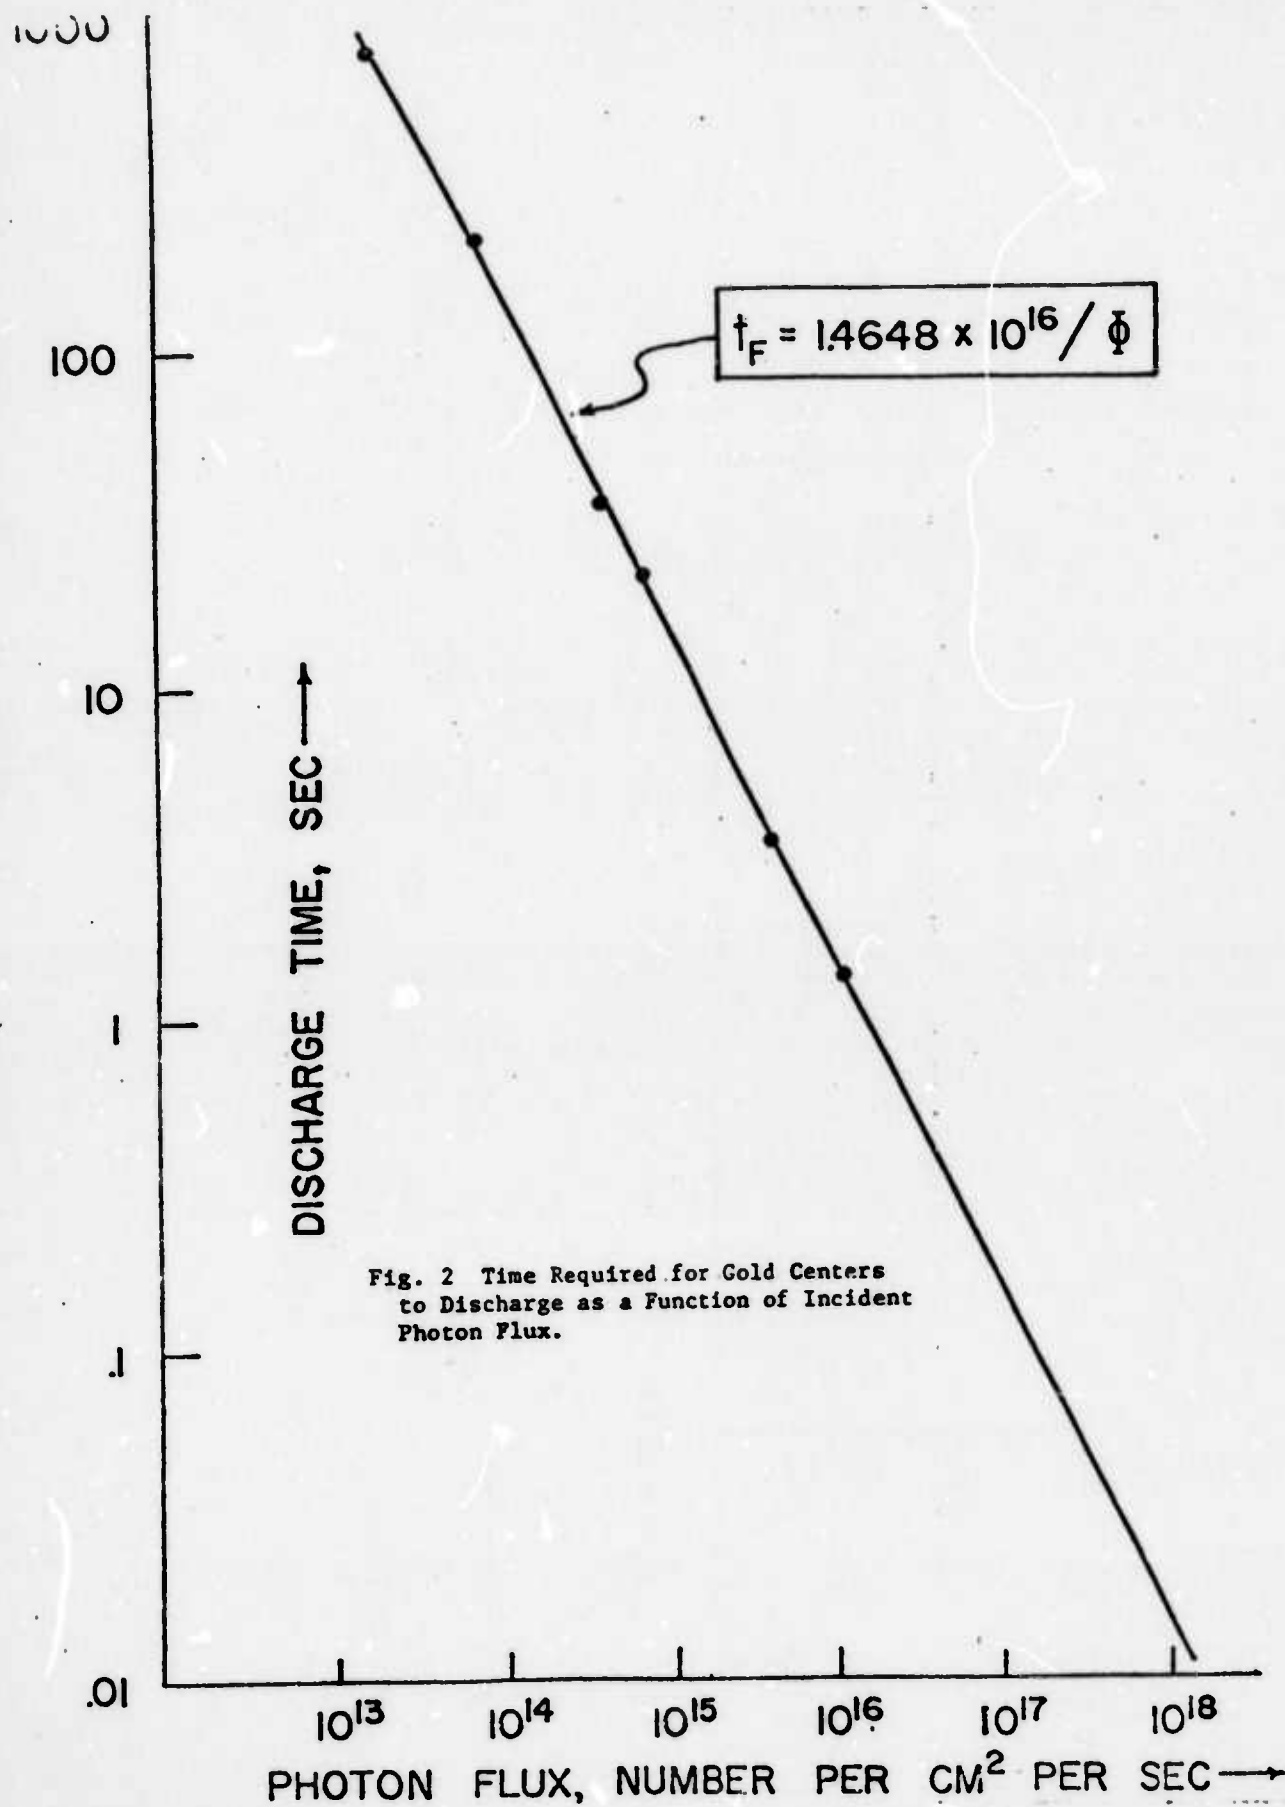 1000
100
10
1
.1
.01
DISCHARGE TIME, SEC
t_F = 1.4648 x 10^16 / Φ
Fig. 2 Time Required for Gold Centers
to Discharge as a Function of Incident
Photon Flux.
10^13 10^14 10^15 10^16 10^17 10^18
PHOTON FLUX, NUMBER PER CM^2 PER SEC